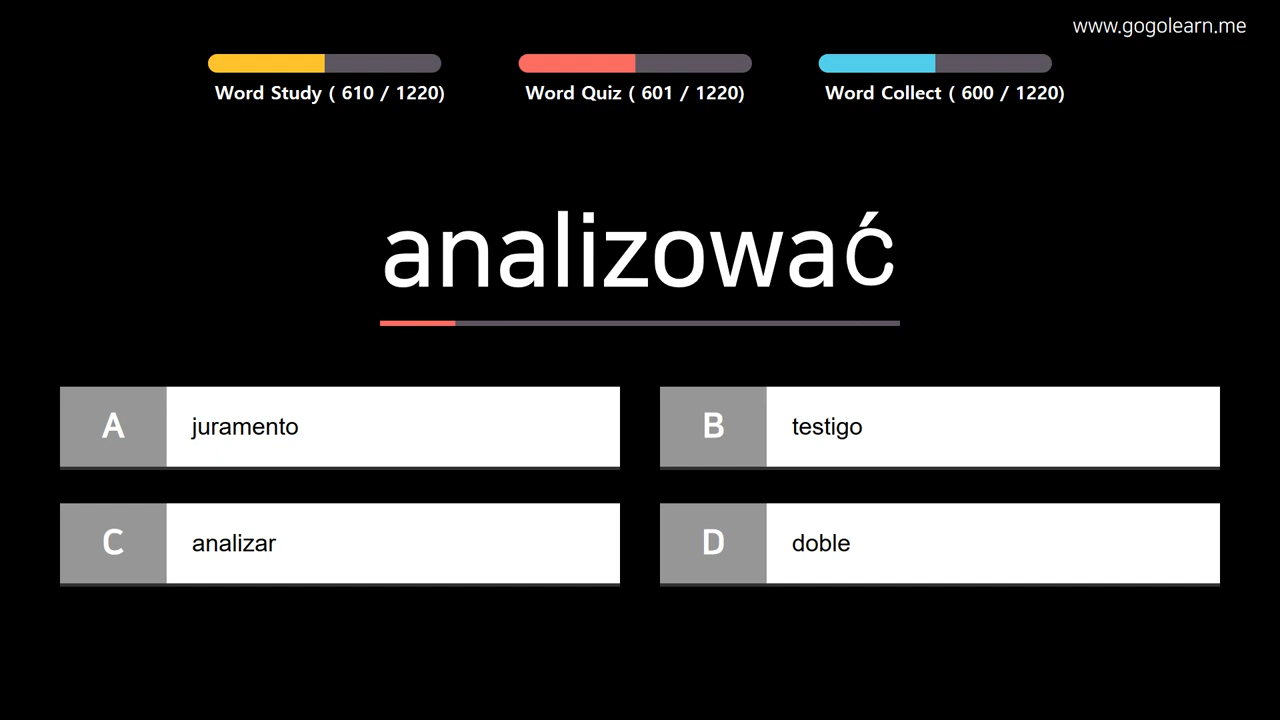 www.gogolearn.me
Word Study ( 610 / 1220)
Word Quiz ( 601 / 1220)
Word Collect ( 600 / 1220)
analizować
A juramento
B testigo
C analizar
D doble